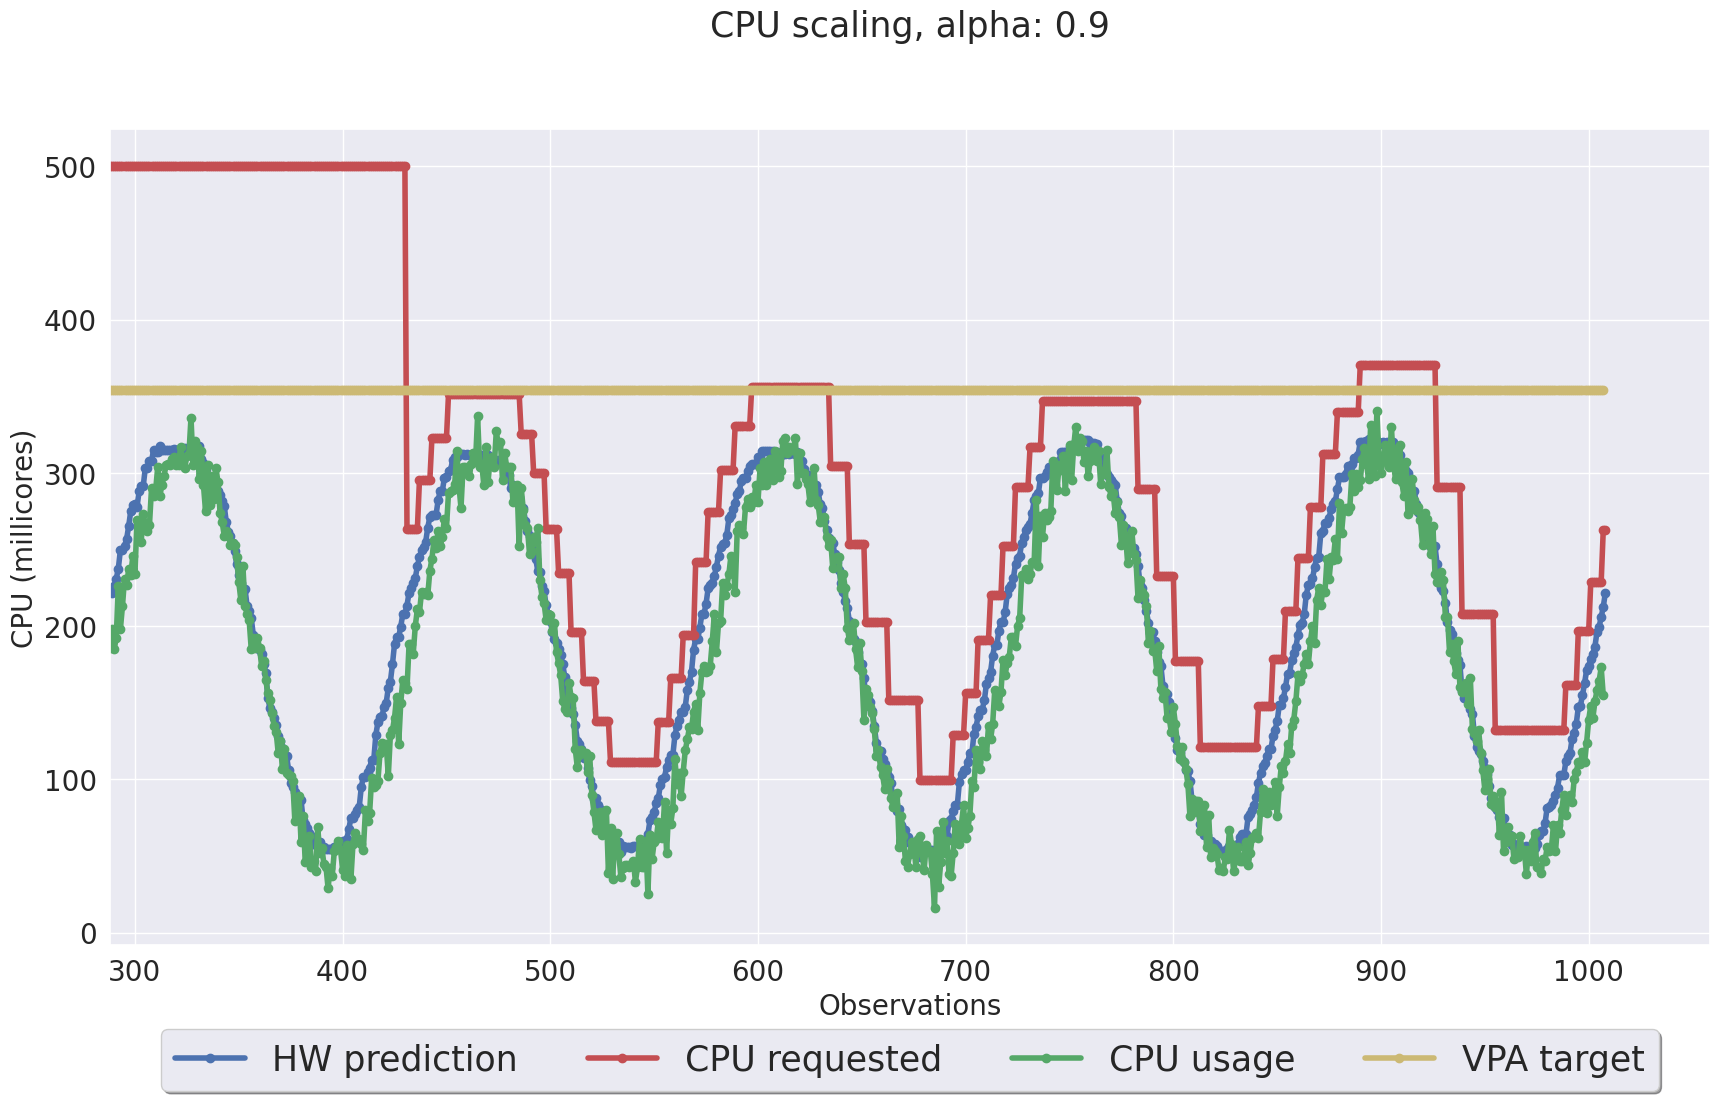 CPU scaling, alpha: 0.9
500
400
300
200
100
0
CPU (millicores)
300 400 500 600 700 800 900 1000
Observations
HW prediction CPU requested CPU usage VPA target